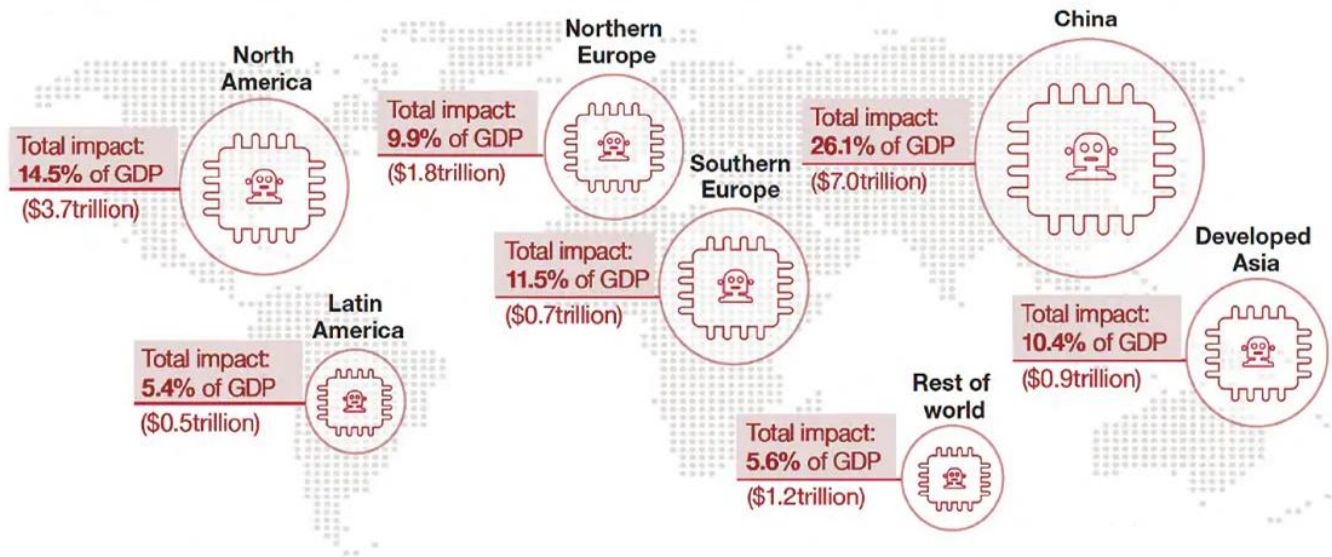 North
America
Total impact:
14.5% of GDP
($3.7trillion)
Northern
Europe
Total impact:
9.9% of GDP
($1.8trillion)
China
Total impact:
26.1% of GDP
($7.0trillion)
Southern
Europe
Total impact:
11.5% of GDP
($0.7trillion)
Developed
Asia
Total impact:
10.4% of GDP
($0.9trillion)
Latin
America
Total impact:
5.4% of GDP
($0.5trillion)
Rest of
world
Total impact:
5.6% of GDP
($1.2trillion)